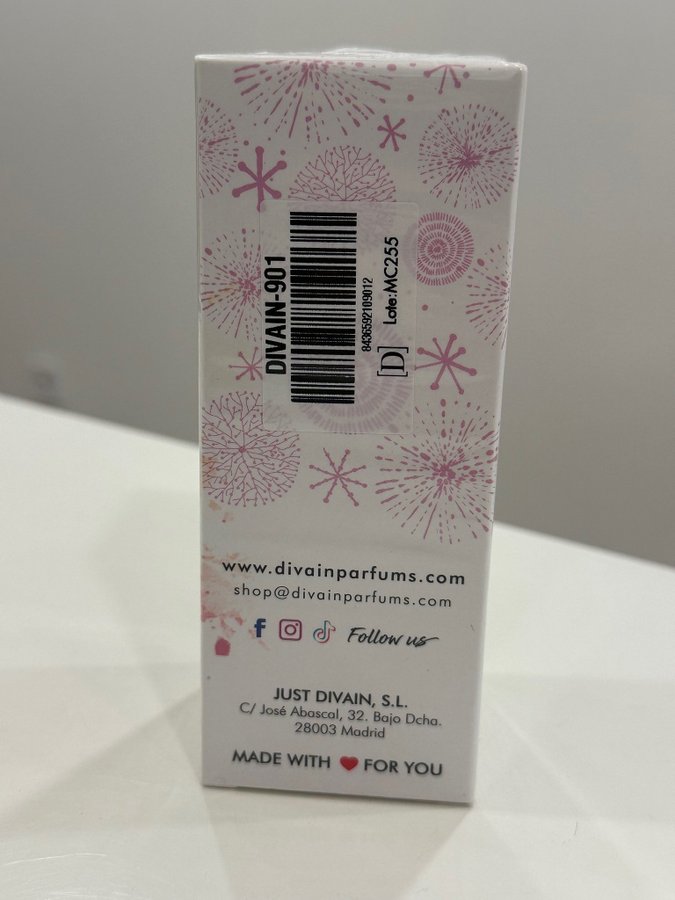 DIVAIN-901
8436592109012
[D] Lote:MC255
www.divainparfums.com
shop@divainparfums.com
f Follow us
JUST DIVAIN, S.L.
C/ José Abascal, 32. Bajo Dcha.
28003 Madrid
MADE WITH ❤ FOR YOU